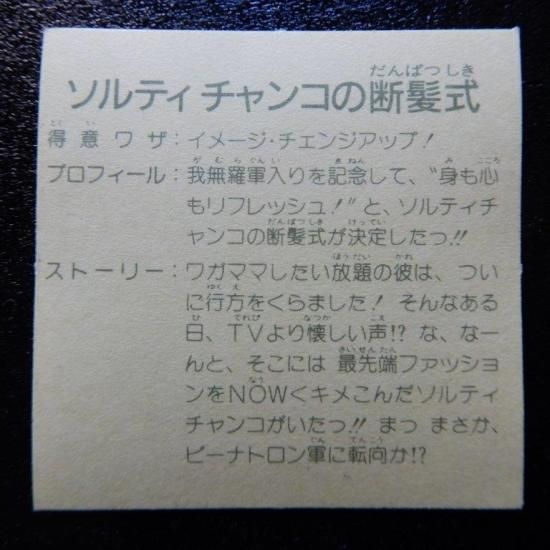 ソルティチャンコの断髪式
得意ワザ:イメージ・チェンジアップ!
プロフィール:我無羅軍入りを記念して、“身も心
もリフレッシュ!”と、ソルティチ
ャンコの断髪式が決定したっ!!
ストーリー:ワガママしたい放題の彼は、つい
に行方をくらました! そんなある
日、TVより懐しい声!? な、なー
んと、そこには 最先端ファッショ
ンをNOWくキメこんだソルティ
チャンコがいたっ!! まっ まさか、
ピーナトロン軍に転向か!?